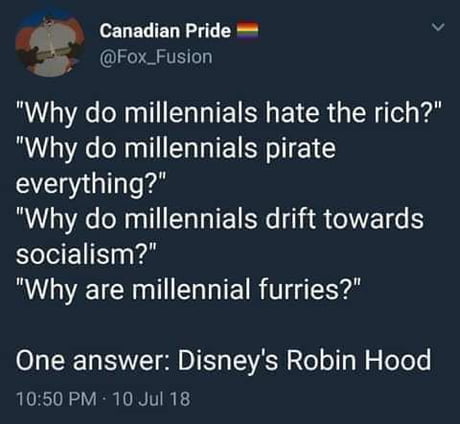 Canadian Pride 🏳️‍🌈
@Fox_Fusion
"Why do millennials hate the rich?"
"Why do millennials pirate
everything?"
"Why do millennials drift towards
socialism?"
"Why are millennial furries?"
One answer: Disney's Robin Hood
10:50 PM · 10 Jul 18